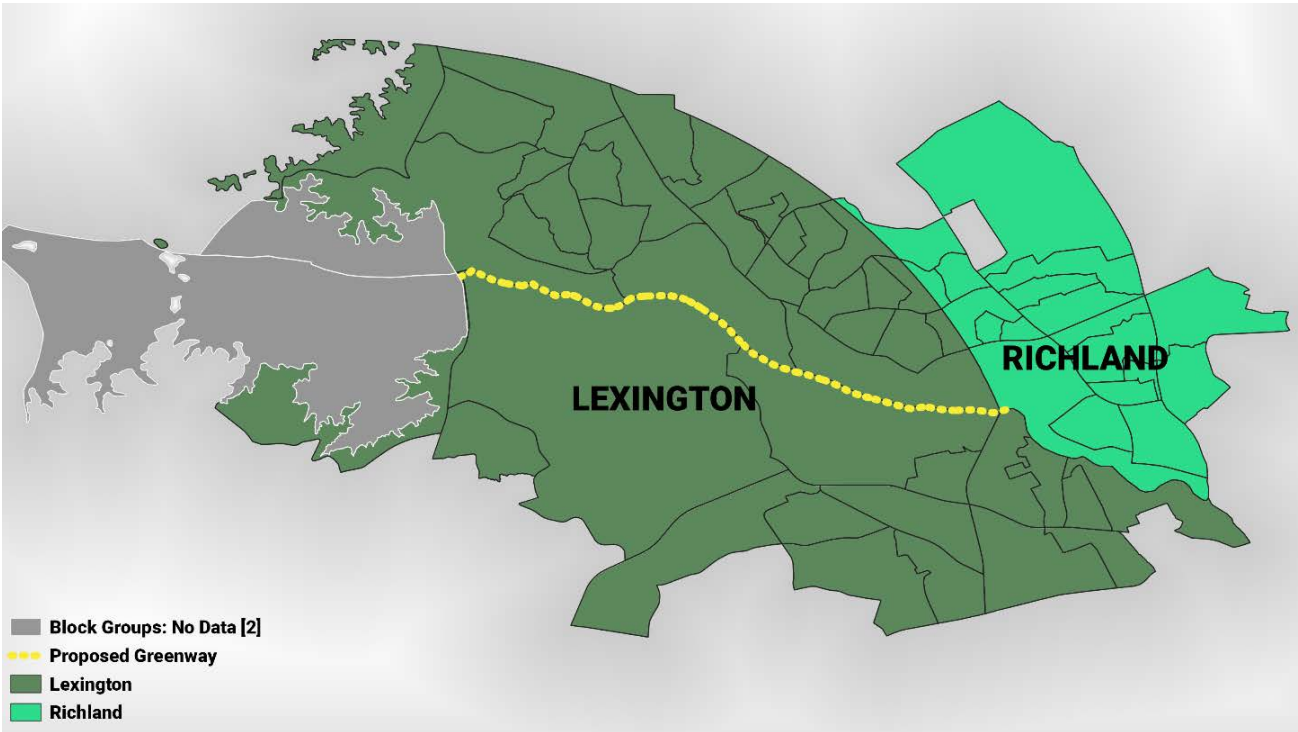 RICHLAND
LEXINGTON
Block Groups: No Data [2]
Proposed Greenway
Lexington
Richland